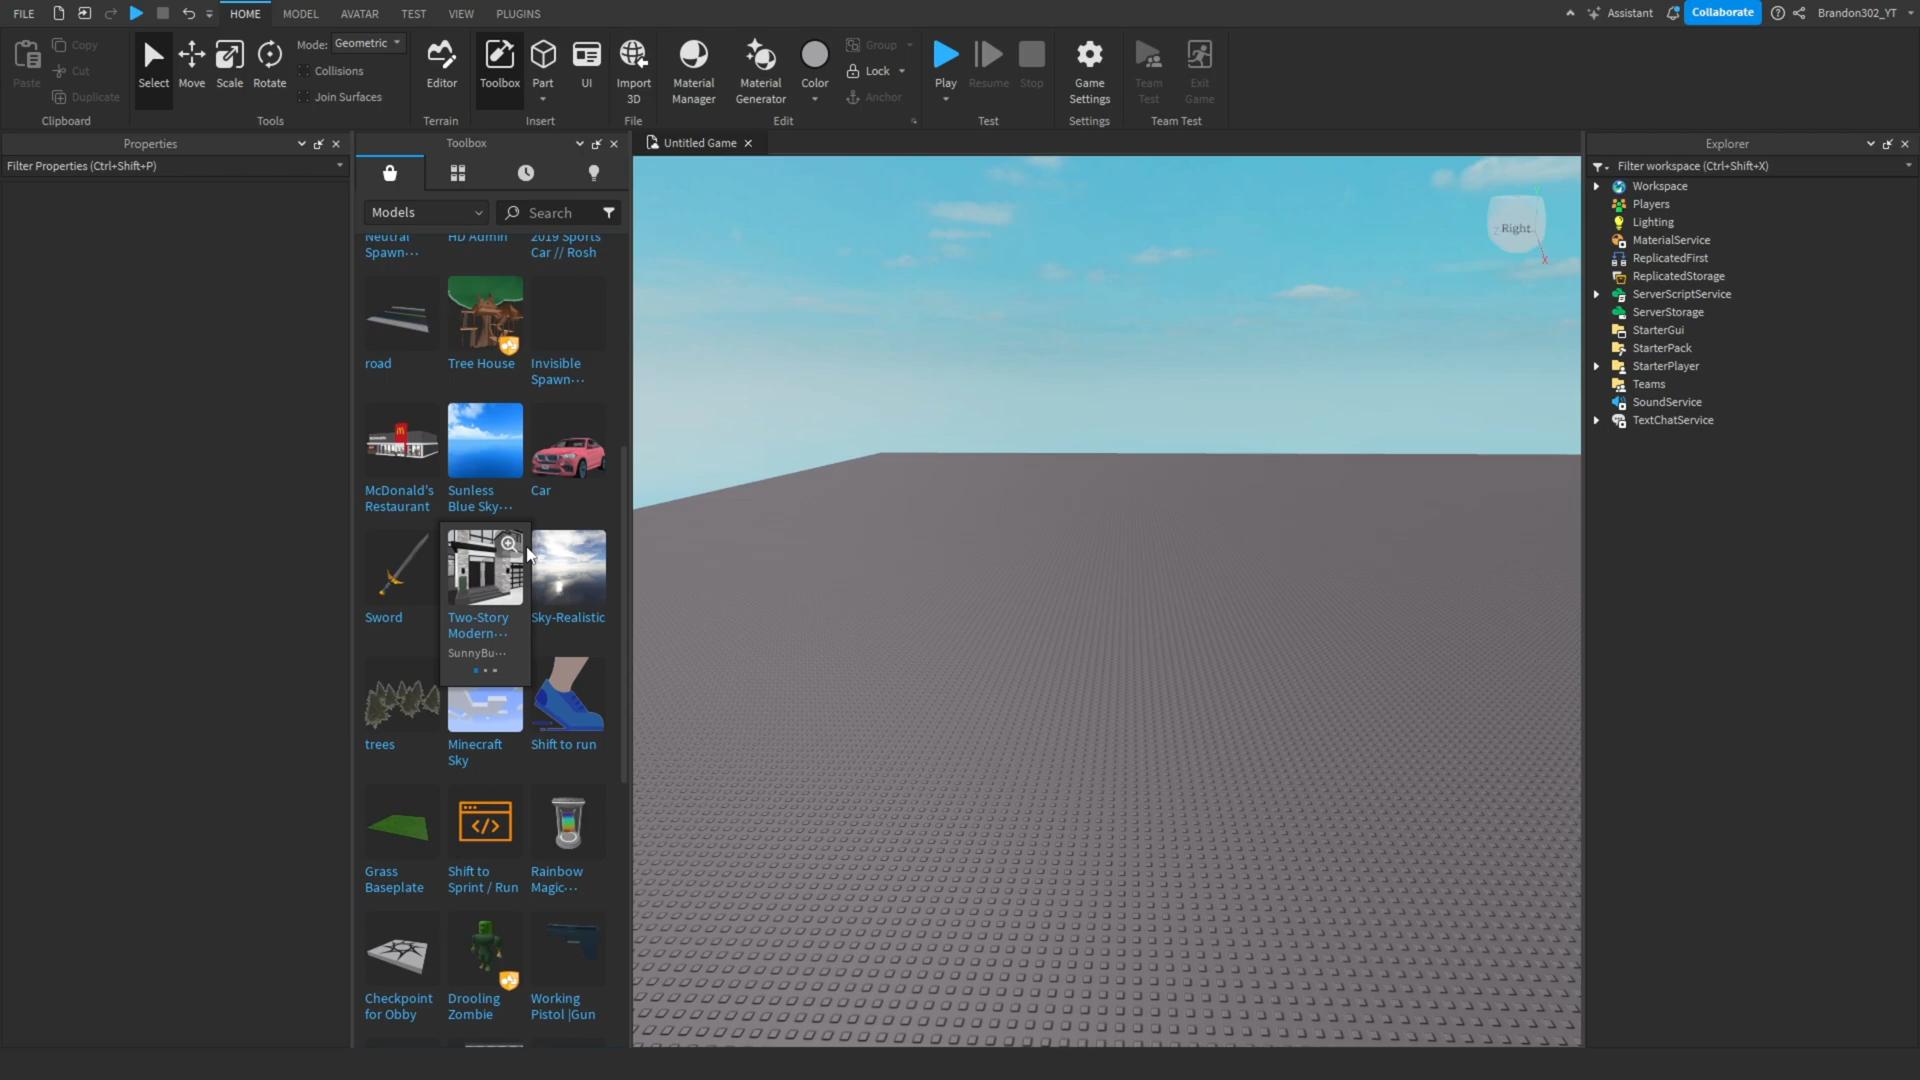 FILE HOME MODEL AVATAR TEST VIEW PLUGINS Assistant Collaborate Brandon302_YT
Paste Copy Cut Duplicate
Clipboard
Select Move Scale Rotate
Mode: Geometric
Collisions
Join Surfaces
Tools
Editor
Terrain
Toolbox Part UI
Insert
Import 3D
File
Material Manager
Material Generator
Color
Group
Lock
Anchor
Edit
Play Resume Stop
Test
Game Settings
Settings
Team Test
Exit Game
Team Test
Properties
Filter Properties (Ctrl+Shift+P)
Toolbox
Models
Search
Neutral Spawn···
HD Admin
2019 Sports Car // Rosh
road
Tree House
Invisible Spawn···
McDonald's Restaurant
Sunless Blue Sky···
Car
Sword
Two-Story Modern···
SunnyBu···
Sky-Realistic
trees
Minecraft Sky
Shift to run
Grass Baseplate
Shift to Sprint / Run
Rainbow Magic···
Checkpoint for Obby
Drooling Zombie
Working Pistol |Gun
Untitled Game
Right
X
Explorer
Filter workspace (Ctrl+Shift+X)
Workspace
Players
Lighting
MaterialService
ReplicatedFirst
ReplicatedStorage
ServerScriptService
ServerStorage
StarterGui
StarterPack
StarterPlayer
Teams
SoundService
TextChatService